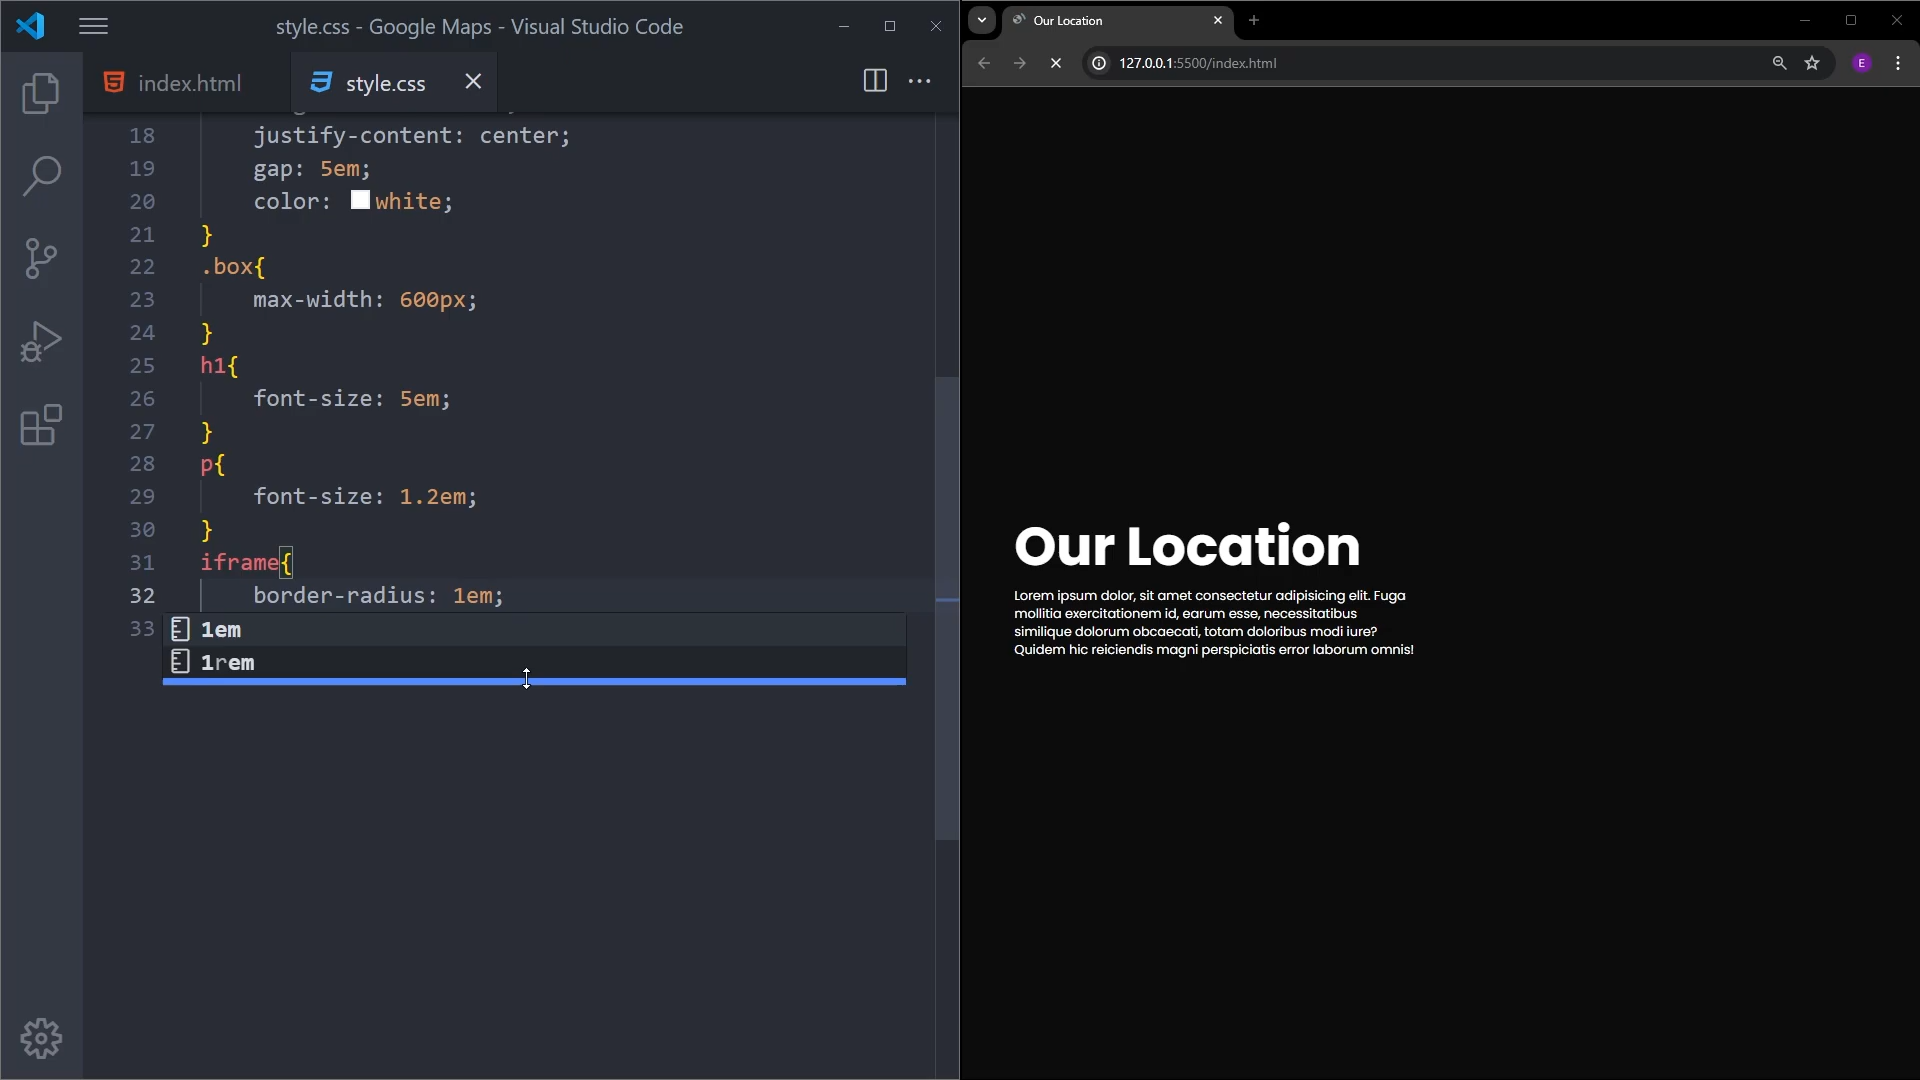 style.css - Google Maps - Visual Studio Code
index.html
style.css
18 justify-content: center;
19 gap: 5em;
20 color: white;
21 }
22 .box{
23 max-width: 600px;
24 }
25 h1{
26 font-size: 5em;
27 }
28 p{
29 font-size: 1.2em;
30 }
31 iframe{
32 border-radius: 1em;
33
1em
1rem
Our Location
127.0.0.1:5500/index.html
E
Our Location
Lorem ipsum dolor, sit amet consectetur adipisicing elit. Fuga
mollitia exercitationem id, earum esse, necessitatibus
similique dolorum obcaecati, totam doloribus modi iure?
Quidem hic reiciendis magni perspiciatis error laborum omnis!